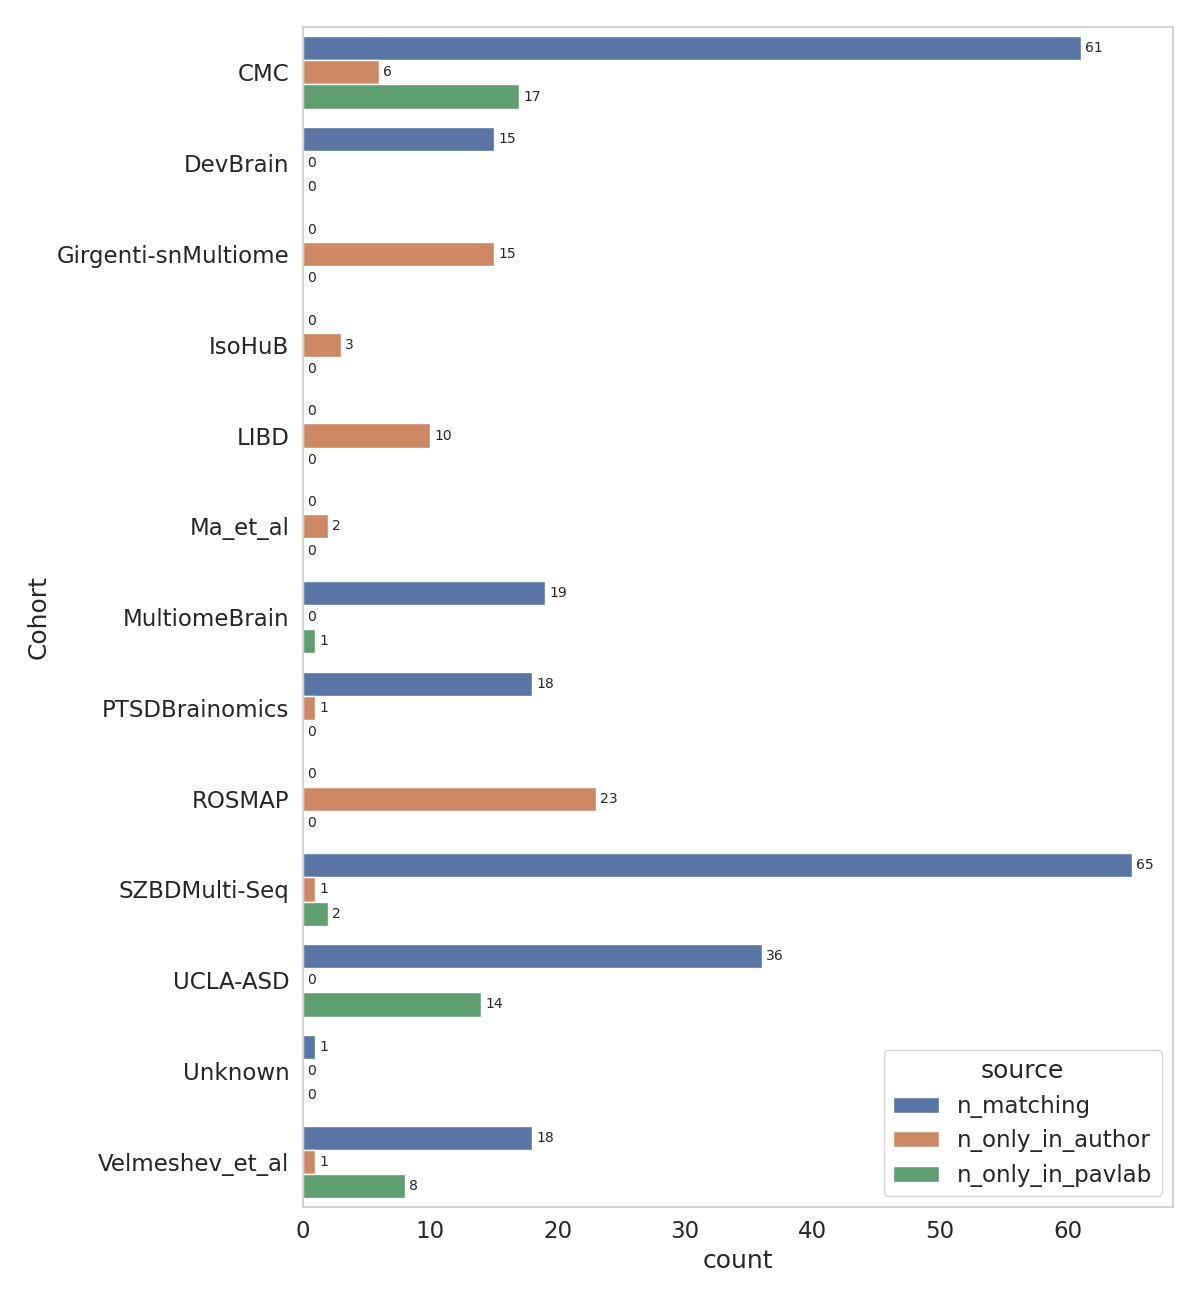 CMC
61
6
17
DevBrain
15
0
0
Girgenti-snMultiome
0
15
0
IsoHuB
0
3
0
LIBD
0
10
0
Ma_et_al
0
2
0
MultiomeBrain
19
0
1
PTSDBrainomics
18
1
0
ROSMAP
0
23
0
SZBDMulti-Seq
65
1
2
UCLA-ASD
36
0
14
Unknown
1
0
0
Velmeshev_et_al
18
1
8
Cohort
0 10 20 30 40 50 60
count
source
n_matching
n_only_in_author
n_only_in_pavlab